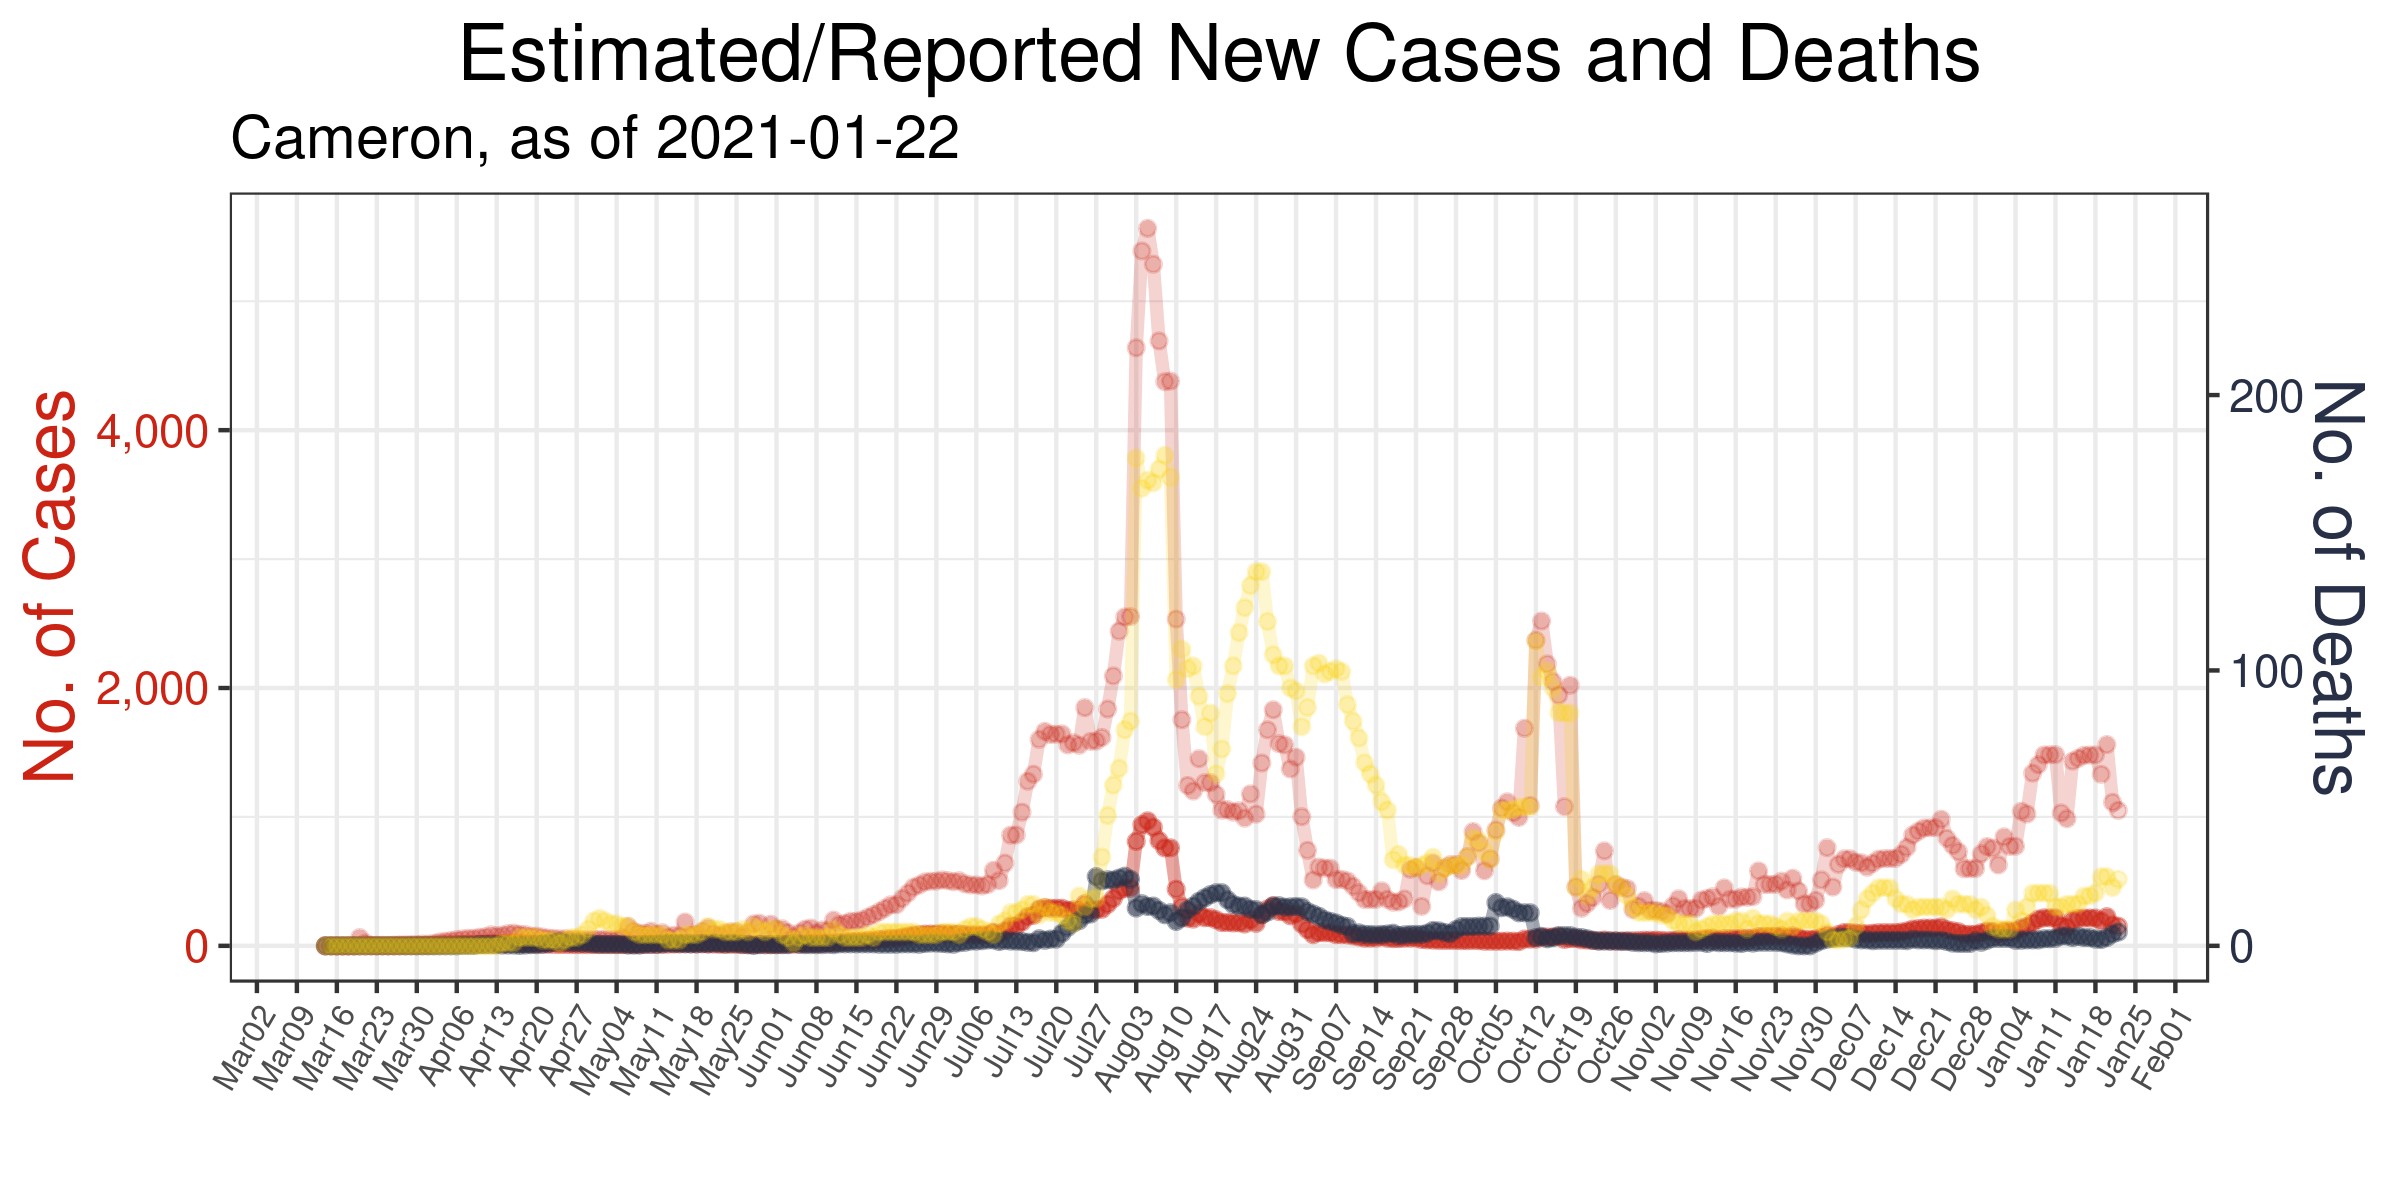 Estimated/Reported New Cases and Deaths
Cameron, as of 2021-01-22
No. of Cases
4,000
2,000
0
200
100
0
No. of Deaths
Mar02
Mar09
Mar16
Mar23
Mar30
Apr06
Apr13
Apr20
Apr27
May04
May11
May18
May25
Jun01
Jun08
Jun15
Jun22
Jun29
Jul06
Jul13
Jul20
Jul27
Aug03
Aug10
Aug17
Aug24
Aug31
Sep07
Sep14
Sep21
Sep28
Oct05
Oct12
Oct19
Oct26
Nov02
Nov09
Nov16
Nov23
Nov30
Dec07
Dec14
Dec21
Dec28
Jan04
Jan11
Jan18
Jan25
Feb01